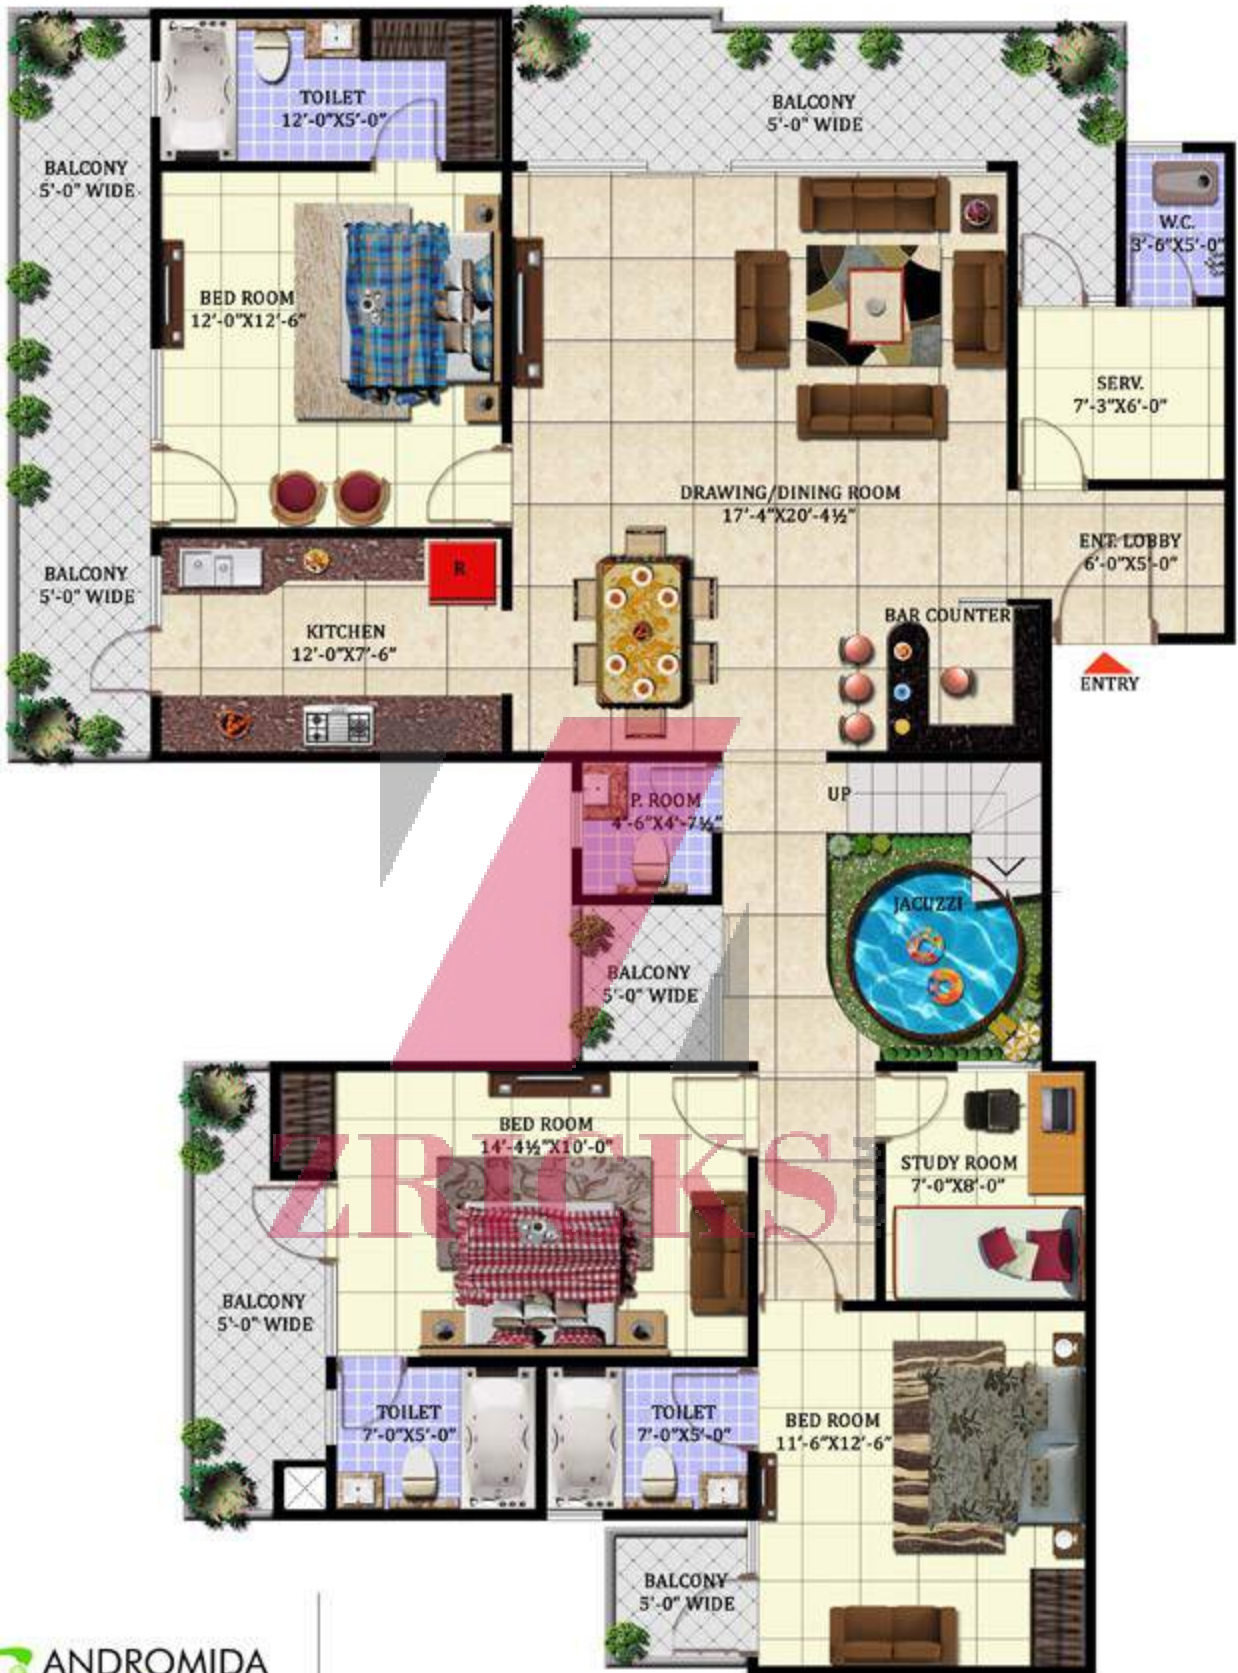 TOILET
12'-0"X5'-0"
BALCONY
5'-0" WIDE
BALCONY
5'-0" WIDE
W.C.
3'-6"X5'-0"
BED ROOM
12'-0"X12'-6"
SERV.
7'-3"X6'-0"
DRAWING/DINING ROOM
17'-4"X20'-4½"
ENT. LOBBY
6'-0"X5'-0"
BALCONY
5'-0" WIDE
R
KITCHEN
12'-0"X7'-6"
BAR COUNTER
ENTRY
P. ROOM
4'-6"X4'-7½"
UP
JACUZZI
BALCONY
5'-0" WIDE
BED ROOM
14'-4½"X10'-0"
ZRICKS
.COM
STUDY ROOM
7'-0"X8'-0"
BALCONY
5'-0" WIDE
TOILET
7'-0"X5'-0"
TOILET
7'-0"X5'-0"
BED ROOM
11'-6"X12'-6"
BALCONY
5'-0" WIDE
ANDROMIDA